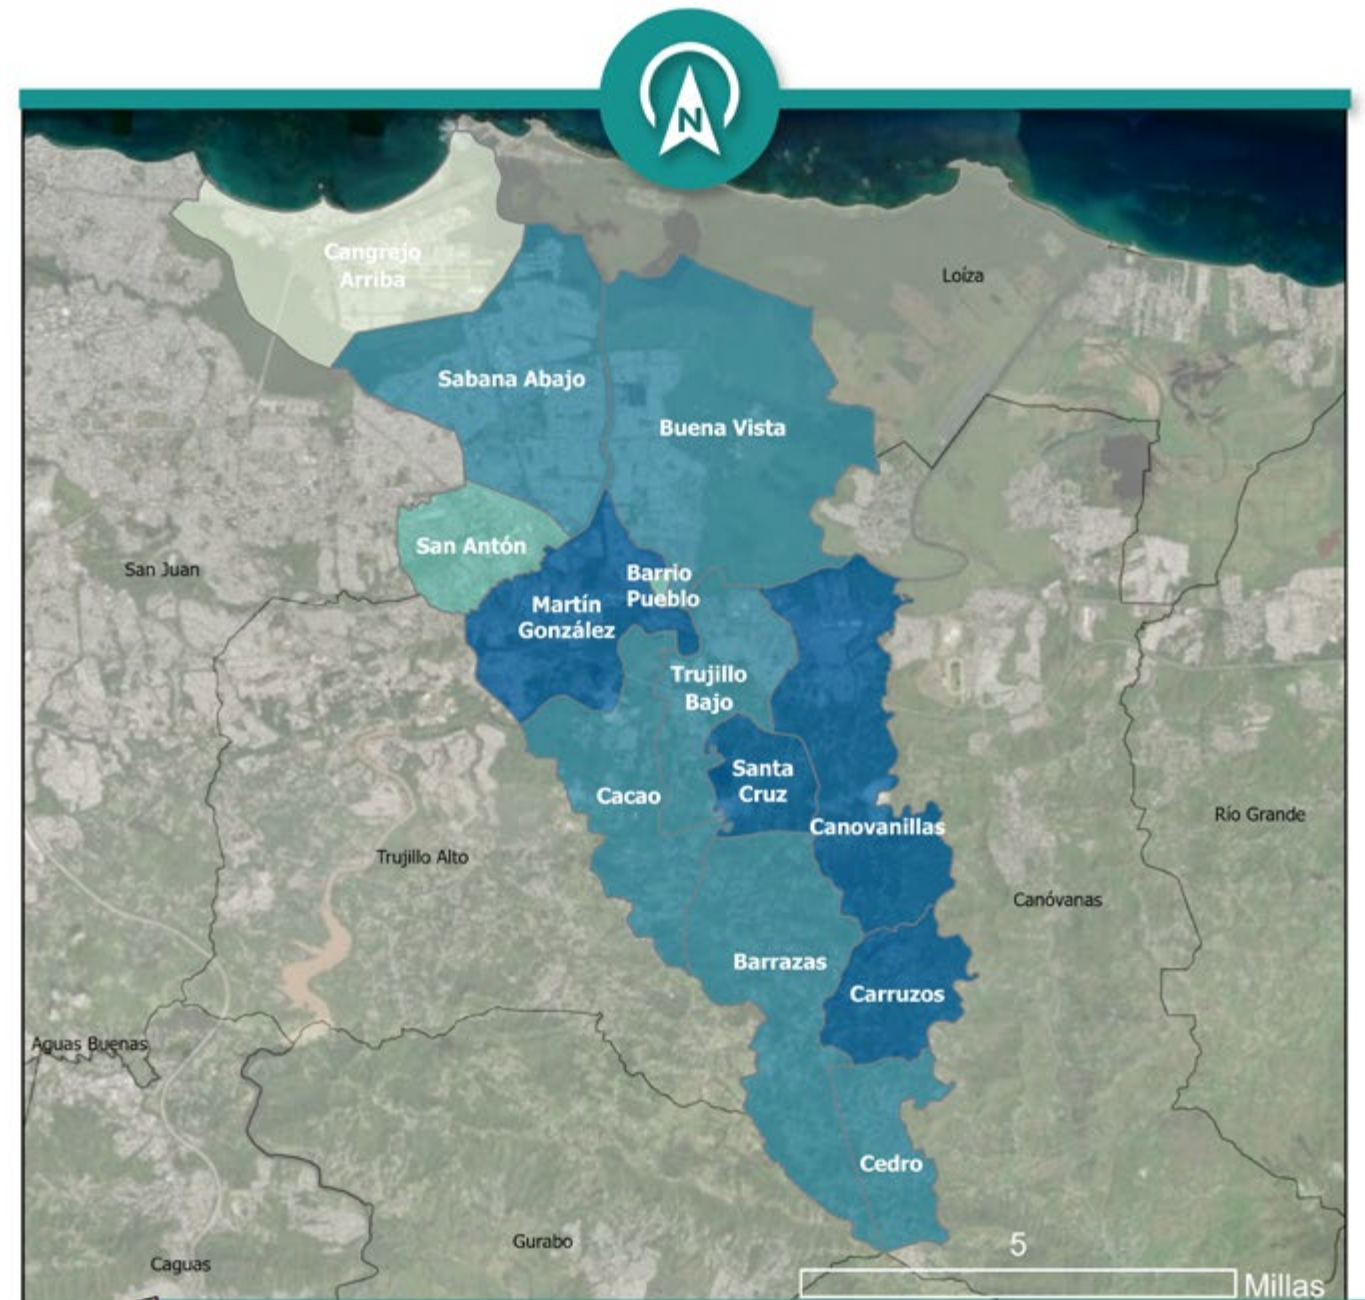 N
Cangrejo
Arriba
Loíza
Sabana Abajo
Buena Vista
San Antón
San Juan
Barrio
Pueblo
Martín
González
Trujillo
Bajo
Santa
Cruz
Cacao
Canovanillas
Río Grande
Trujillo Alto
Canóvanas
Barrazas
Carruzos
Aguas Buenas
Cedro
Gurabo
5
Caguas
Millas